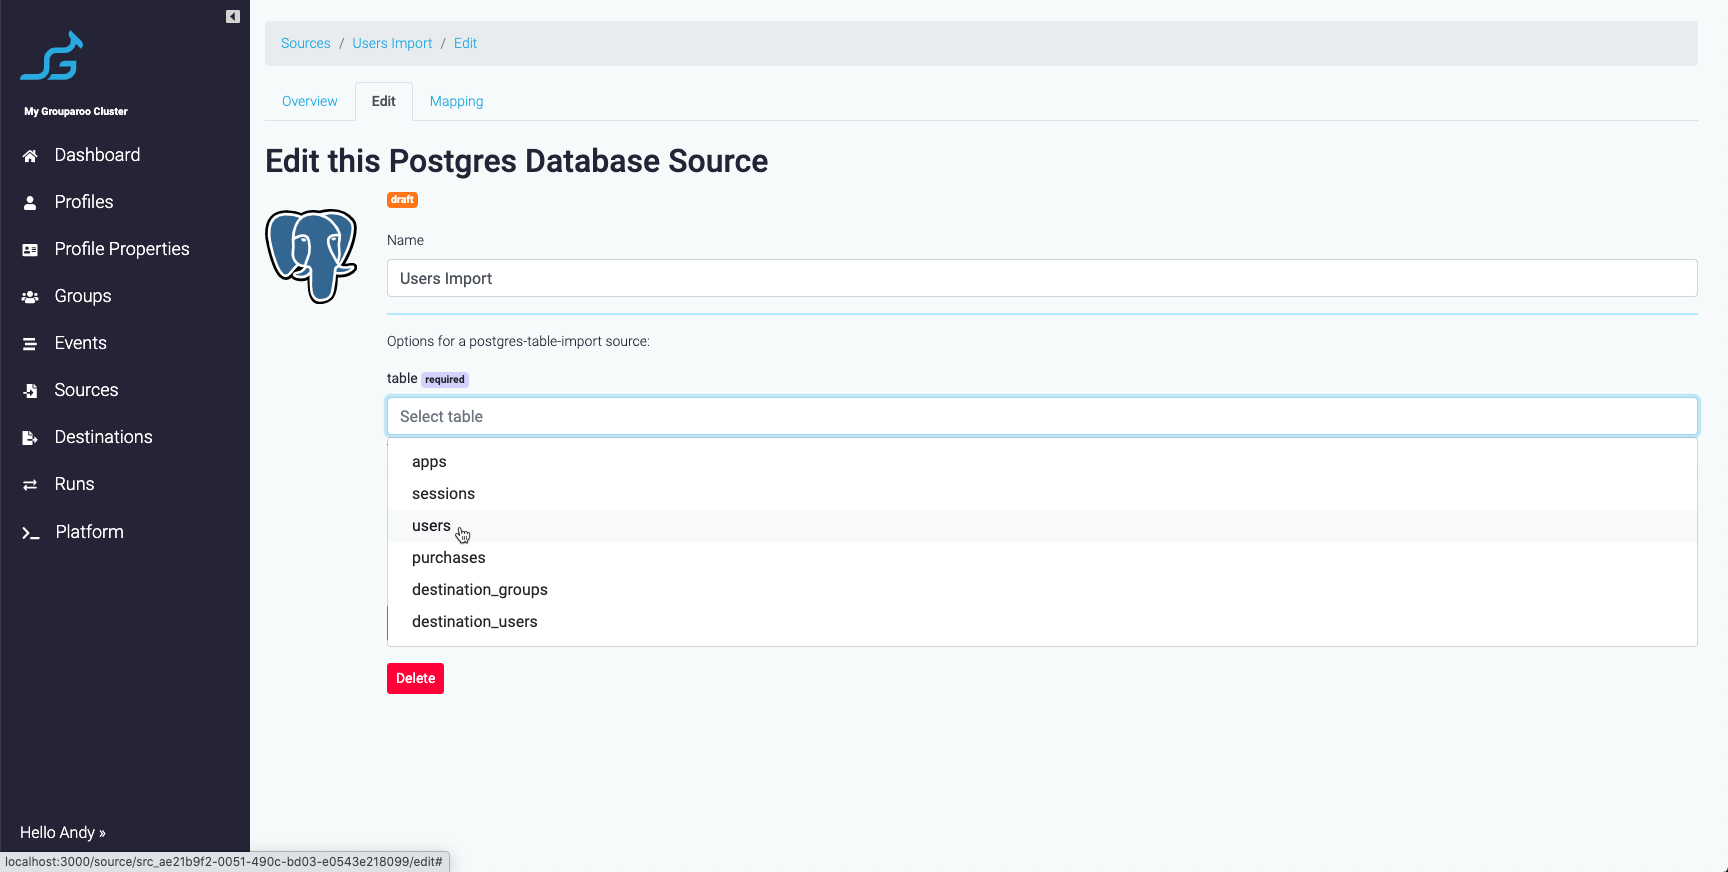 My Grouparoo Cluster
Dashboard
Profiles
Profile Properties
Groups
Events
Sources
Destinations
Runs
Platform
Hello Andy »
localhost:3000/source/src_ae21b9f2-0051-490c-bd03-e0543e218099/edit#
Sources / Users Import / Edit
Overview Edit Mapping
Edit this Postgres Database Source
draft
Name
Users Import
Options for a postgres-table-import source:
table required
Select table
apps
sessions
users
purchases
destination_groups
destination_users
Delete